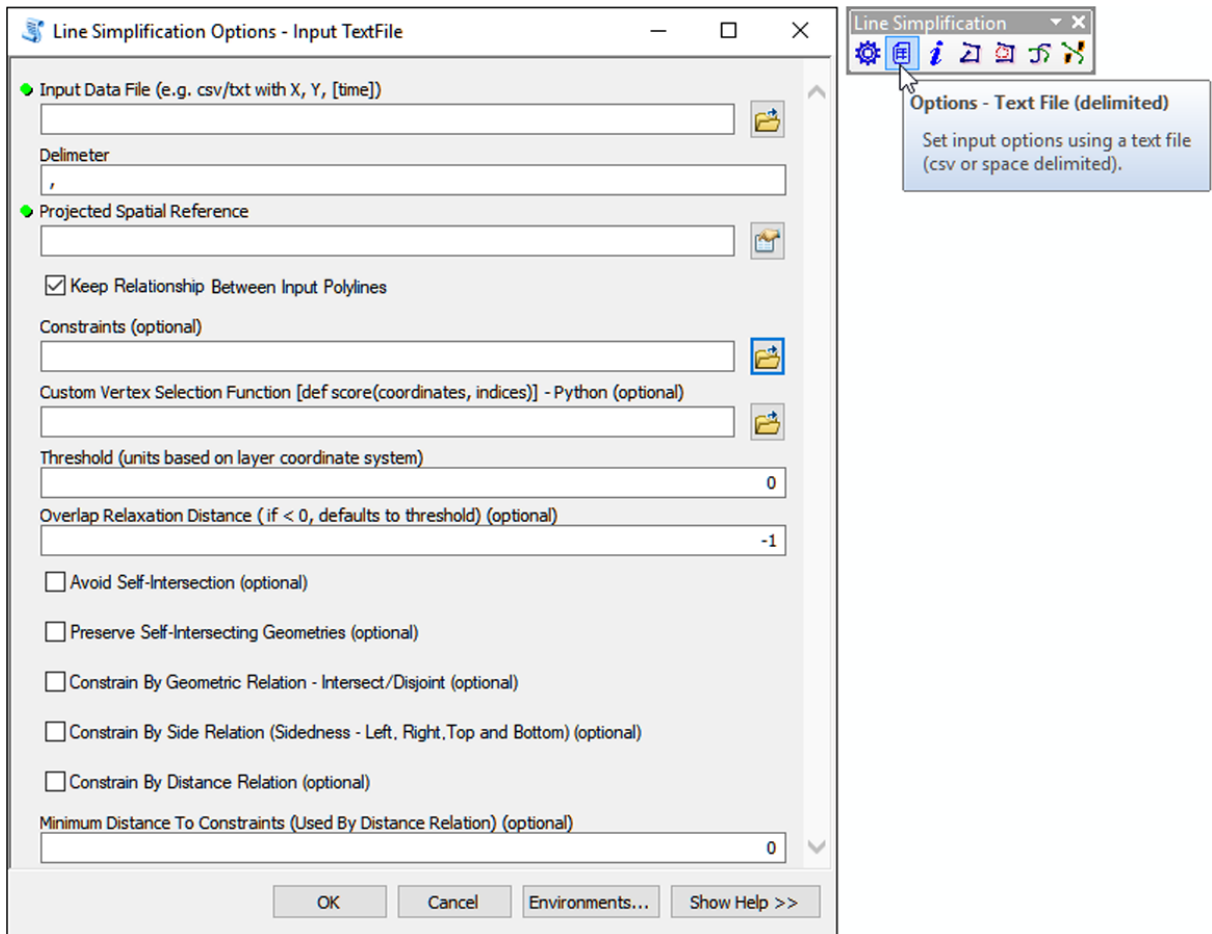 Line Simplification Options - Input TextFile
Input Data File (e.g. csv/txt with X, Y, [time])
Delimeter
,
Projected Spatial Reference
Keep Relationship Between Input Polylines
Constraints (optional)
Custom Vertex Selection Function [def score(coordinates, indices)] - Python (optional)
Threshold (units based on layer coordinate system)
0
Overlap Relaxation Distance ( if < 0, defaults to threshold) (optional)
-1
Avoid Self-Intersection (optional)
Preserve Self-Intersecting Geometries (optional)
Constrain By Geometric Relation - Intersect/Disjoint (optional)
Constrain By Side Relation (Sidedness - Left, Right,Top and Bottom) (optional)
Constrain By Distance Relation (optional)
Minimum Distance To Constraints (Used By Distance Relation) (optional)
0
OK Cancel Environments... Show Help >>
Line Simplification
Options - Text File (delimited)
Set input options using a text file
(csv or space delimited).